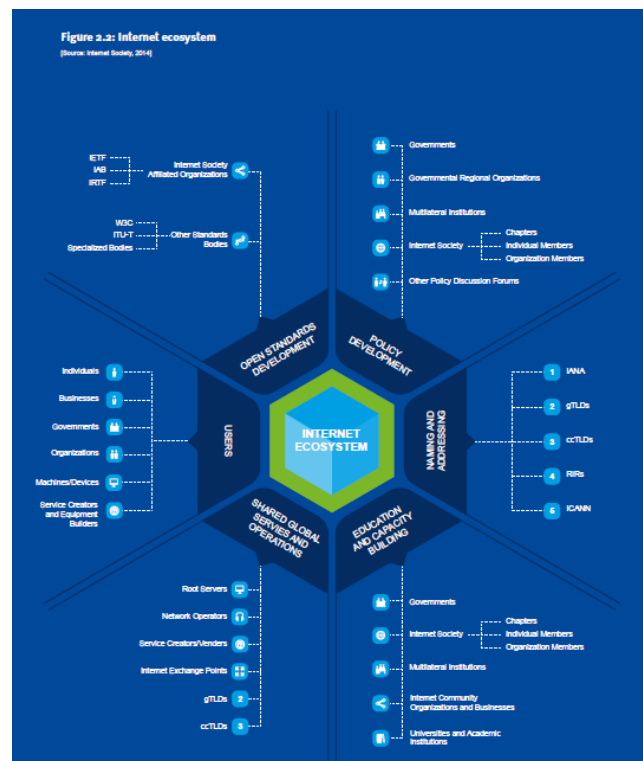 Figure 2.2: Internet ecosystem
[Source: Internet Society, 2014]
IETF
IAB
IRTF
Internet Society
Affiliated Organizations
W3C
ITU-T
Specialized Bodies
Other Standards
Bodies
Governments
Governmental Regional Organizations
Multilateral Institutions
Internet Society
Chapters
Individual Members
Organization Members
Other Policy Discussion Forums
OPEN STANDARDS
DEVELOPMENT
POLICY
DEVELOPMENT
Individuals
Businesses
Governments
Organizations
Machines/Devices
Service Creators
and Equipment
Builders
USERS
INTERNET
ECOSYSTEM
NAMING AND
ADDRESSING
1 IANA
2 gTLDs
3 ccTLDs
4 RIRs
5 ICANN
SHARED GLOBAL
SERVIES AND
OPERATIONS
EDUCATION
AND CAPACITY
BUILDING
Root Servers
Network Operators
Service Creators/Venders
Internet Exchange Points
gTLDs 2
ccTLDs 3
Governments
Internet Society
Chapters
Individual Members
Organization Members
Multilateral Institutions
Internet Community
Organizations and Businesses
Universities and Academic
Institutions